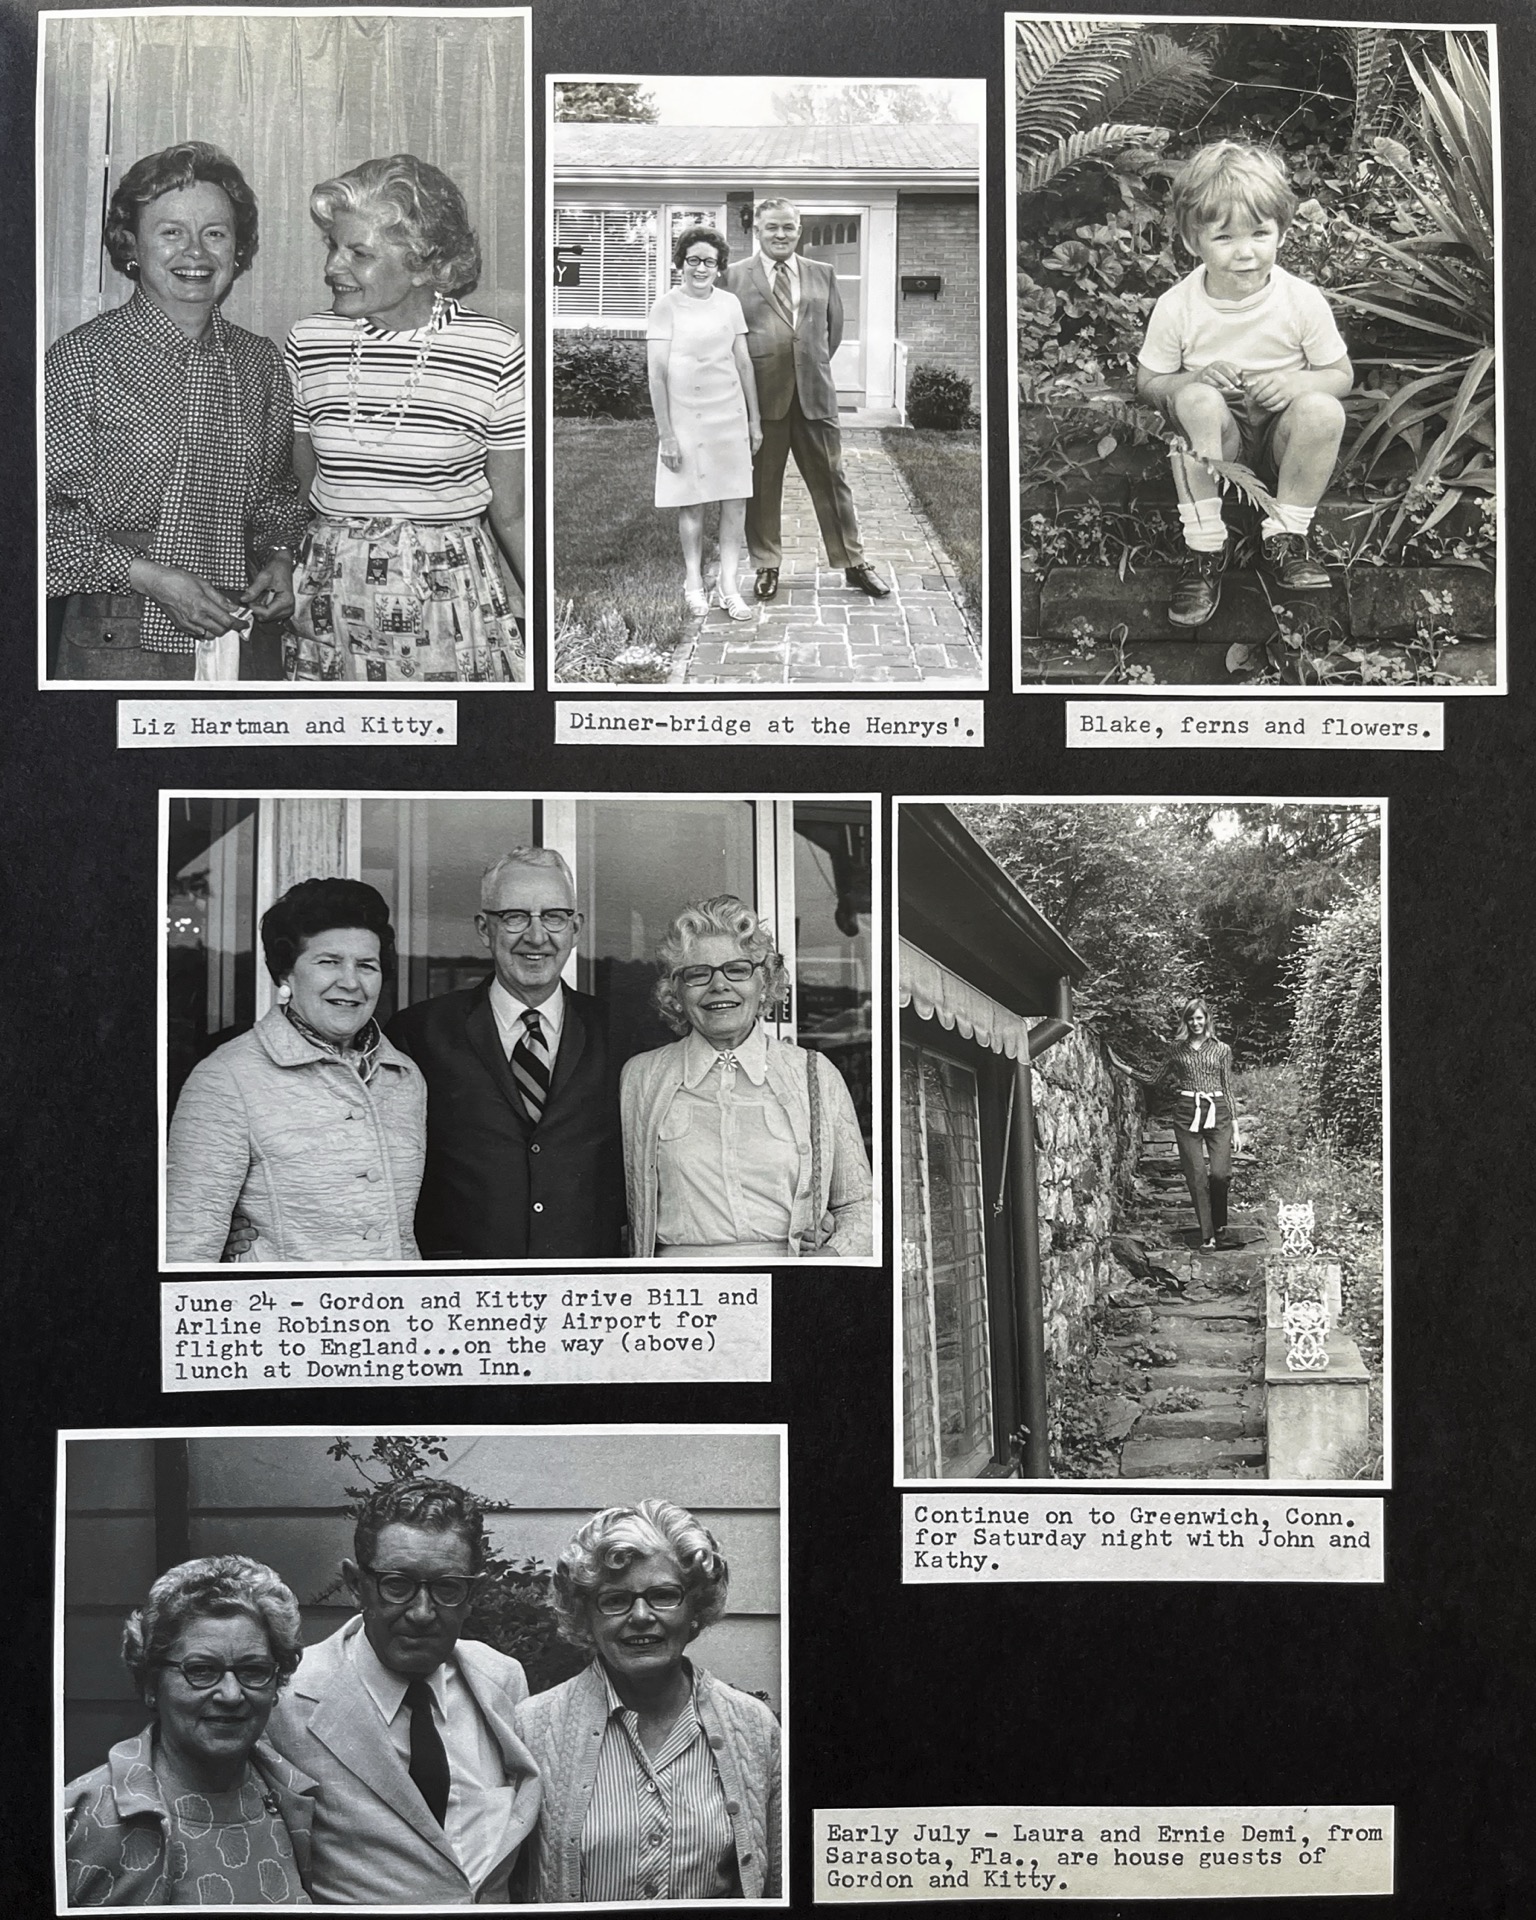 Y
Liz Hartman and Kitty.
Dinner-bridge at the Henrys'.
Blake, ferns and flowers.
June 24 - Gordon and Kitty drive Bill and
Arline Robinson to Kennedy Airport for
flight to England...on the way (above)
lunch at Downingtown Inn.
Continue on to Greenwich, Conn.
for Saturday night with John and
Kathy.
Early July - Laura and Ernie Demi, from
Sarasota, Fla., are house guests of
Gordon and Kitty.